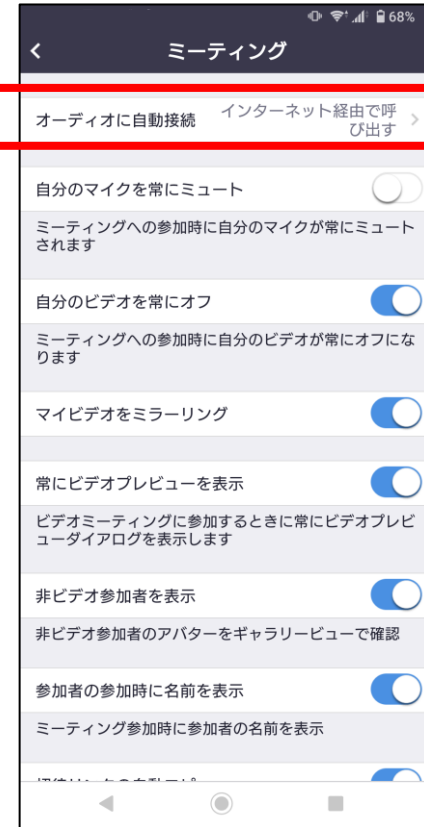 68%
ミーティング
オーディオに自動接続 インターネット経由で呼
び出す
自分のマイクを常にミュート
ミーティングへの参加時に自分のマイクが常にミュート
されます
自分のビデオを常にオフ
ミーティングへの参加時に自分のビデオが常にオフにな
ります
マイビデオをミラーリング
常にビデオプレビューを表示
ビデオミーティングに参加するときに常にビデオプレビ
ューダイアログを表示します
非ビデオ参加者を表示
非ビデオ参加者のアバターをギャラリービューで確認
参加者の参加時に名前を表示
ミーティング参加時に参加者の名前を表示